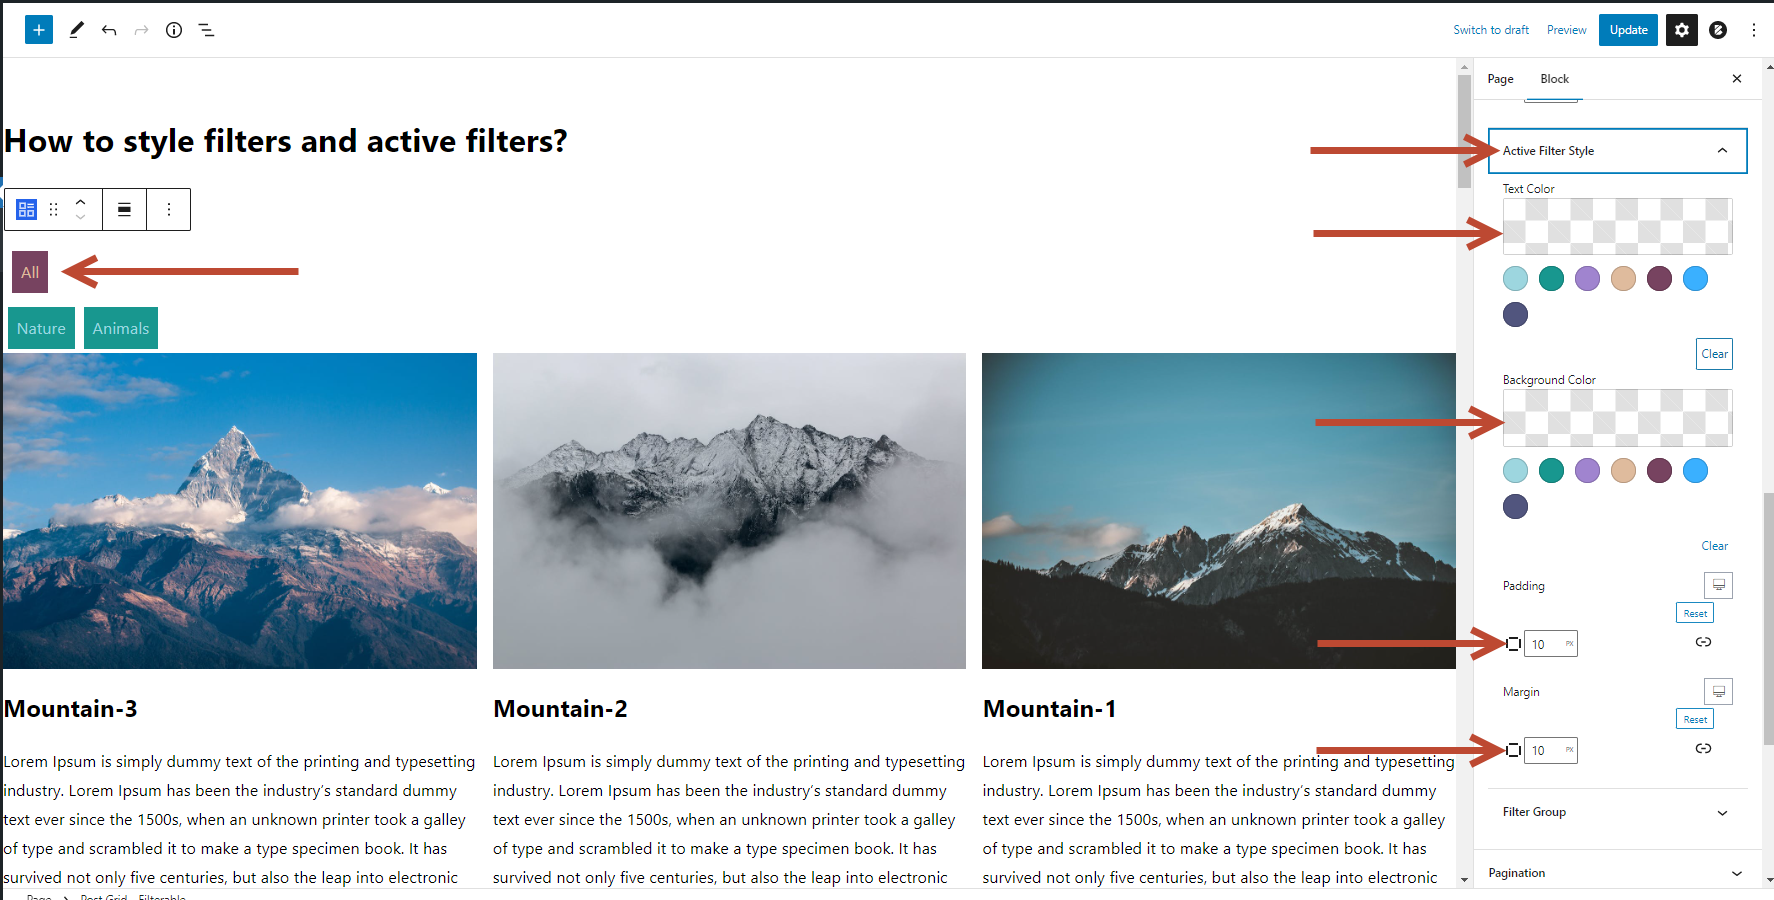 Switch to draft Preview Update
Page Block
How to style filters and active filters?
Active Filter Style
Text Color
All
Nature Animals
Clear
Background Color
Clear
Padding
Reset
10 PX
Margin
Reset
10 PX
Filter Group
Pagination
Mountain-3
Lorem Ipsum is simply dummy text of the printing and typesetting
industry. Lorem Ipsum has been the industry's standard dummy
text ever since the 1500s, when an unknown printer took a galley
of type and scrambled it to make a type specimen book. It has
survived not only five centuries, but also the leap into electronic
Mountain-2
Lorem Ipsum is simply dummy text of the printing and typesetting
industry. Lorem Ipsum has been the industry's standard dummy
text ever since the 1500s, when an unknown printer took a galley
of type and scrambled it to make a type specimen book. It has
survived not only five centuries, but also the leap into electronic
Mountain-1
Lorem Ipsum is simply dummy text of the printing and typesetting
industry. Lorem Ipsum has been the industry's standard dummy
text ever since the 1500s, when an unknown printer took a galley
of type and scrambled it to make a type specimen book. It has
survived not only five centuries, but also the leap into electronic
Page > Post Grid - Filterable